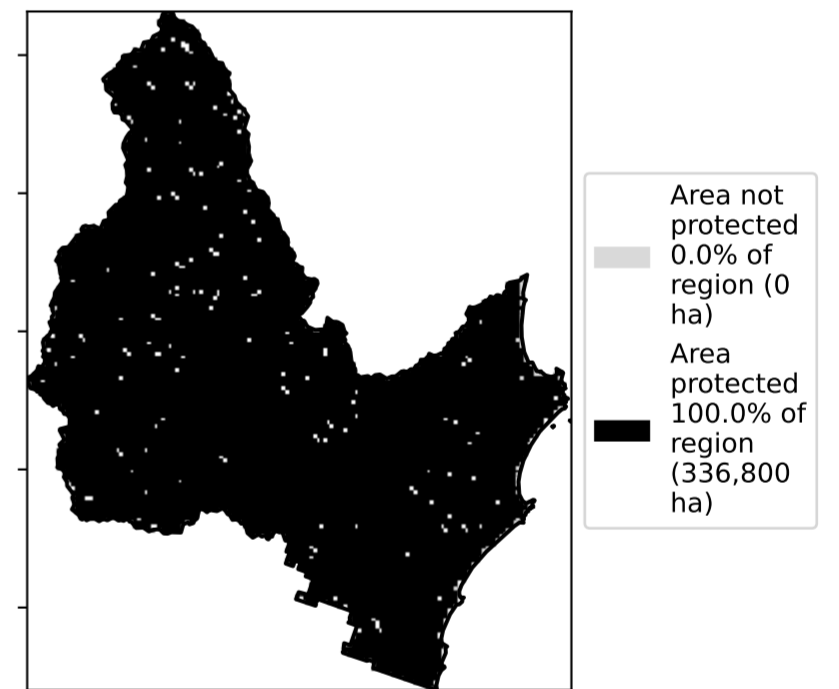 Area not
protected
0.0% of
region (0
ha)
Area
protected
100.0% of
region
(336,800
ha)